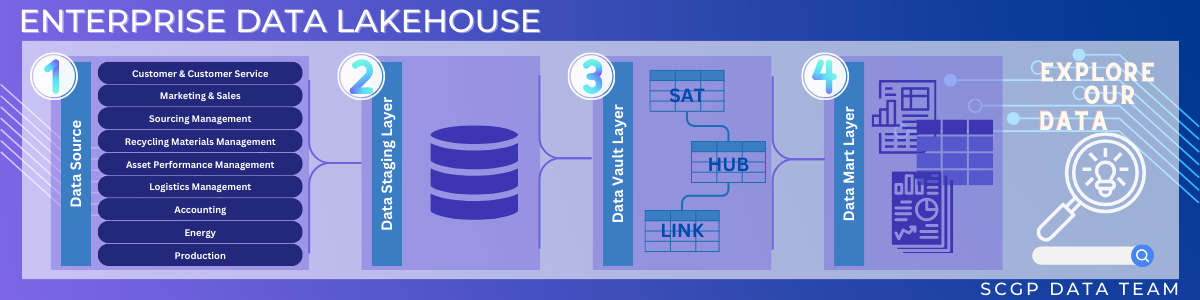 ENTERPRISE DATA LAKEHOUSE
1
Data Source
Customer & Customer Service
Marketing & Sales
Sourcing Management
Recycling Materials Management
Asset Performance Management
Logistics Management
Accounting
Energy
Production
2
Data Staging Layer
3
Data Vault Layer
SAT
HUB
LINK
4
Data Mart Layer
EXPLORE
OUR
DATA
SCGP DATA TEAM